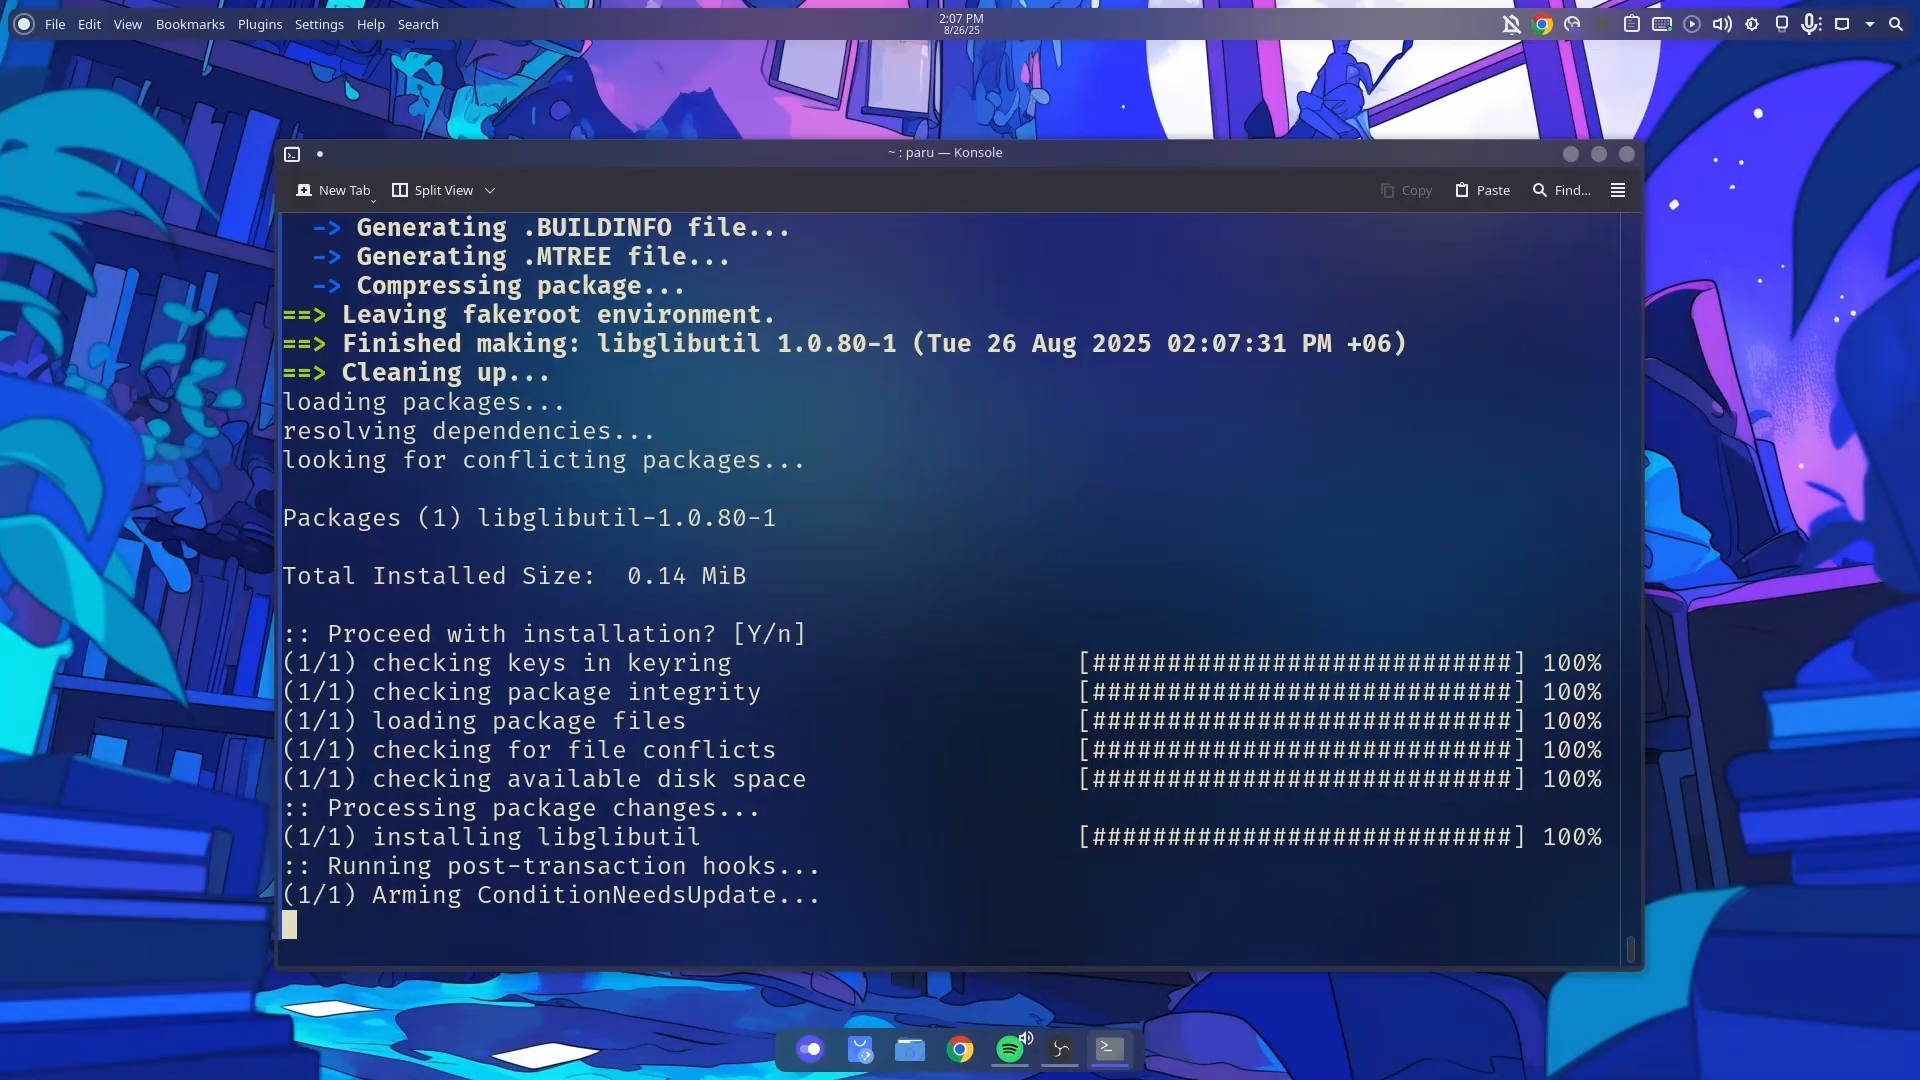 File Edit View Bookmarks Plugins Settings Help Search
2:07 PM
8/26/25
~ : paru — Konsole
New Tab Split View Copy Paste Find...
-> Generating .BUILDINFO file...
-> Generating .MTREE file...
-> Compressing package...
==> Leaving fakeroot environment.
==> Finished making: libglibutil 1.0.80-1 (Tue 26 Aug 2025 02:07:31 PM +06)
==> Cleaning up...
loading packages...
resolving dependencies...
looking for conflicting packages...
Packages (1) libglibutil-1.0.80-1
Total Installed Size:  0.14 MiB
:: Proceed with installation? [Y/n]
(1/1) checking keys in keyring [############################] 100%
(1/1) checking package integrity [############################] 100%
(1/1) loading package files [############################] 100%
(1/1) checking for file conflicts [############################] 100%
(1/1) checking available disk space [############################] 100%
:: Processing package changes...
(1/1) installing libglibutil [############################] 100%
:: Running post-transaction hooks...
(1/1) Arming ConditionNeedsUpdate...